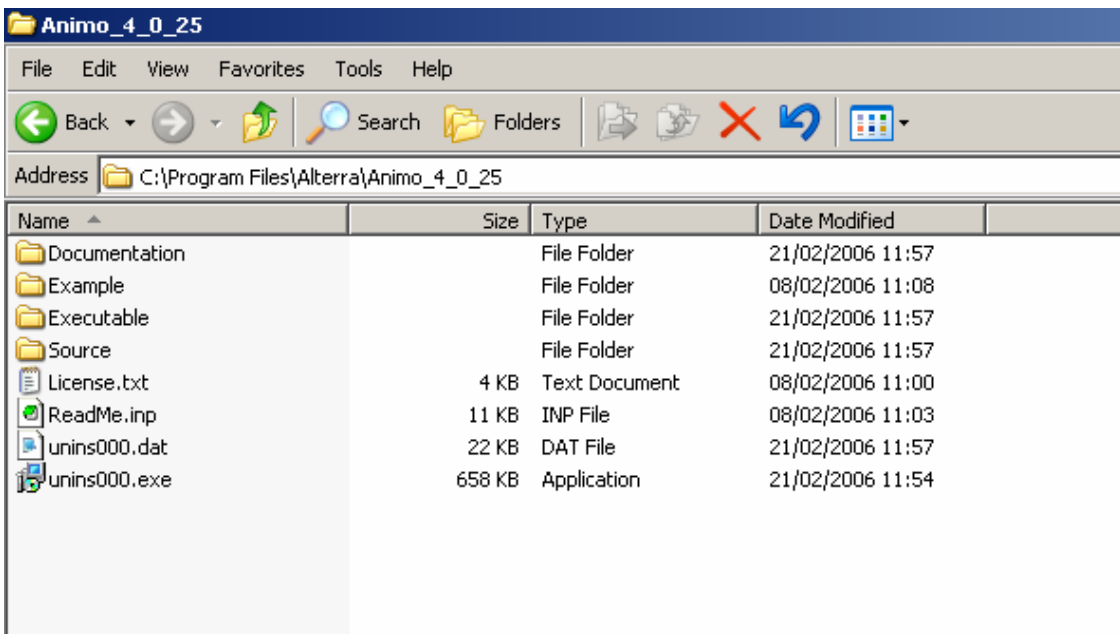 Animo_4_0_25
File Edit View Favorites Tools Help
Back Search Folders
Address C:\Program Files\Alterra\Animo_4_0_25
Name Size Type Date Modified
Documentation File Folder 21/02/2006 11:57
Example File Folder 08/02/2006 11:08
Executable File Folder 21/02/2006 11:57
Source File Folder 21/02/2006 11:57
License.txt 4 KB Text Document 08/02/2006 11:00
ReadMe.inp 11 KB INP File 08/02/2006 11:03
unins000.dat 22 KB DAT File 21/02/2006 11:57
unins000.exe 658 KB Application 21/02/2006 11:54